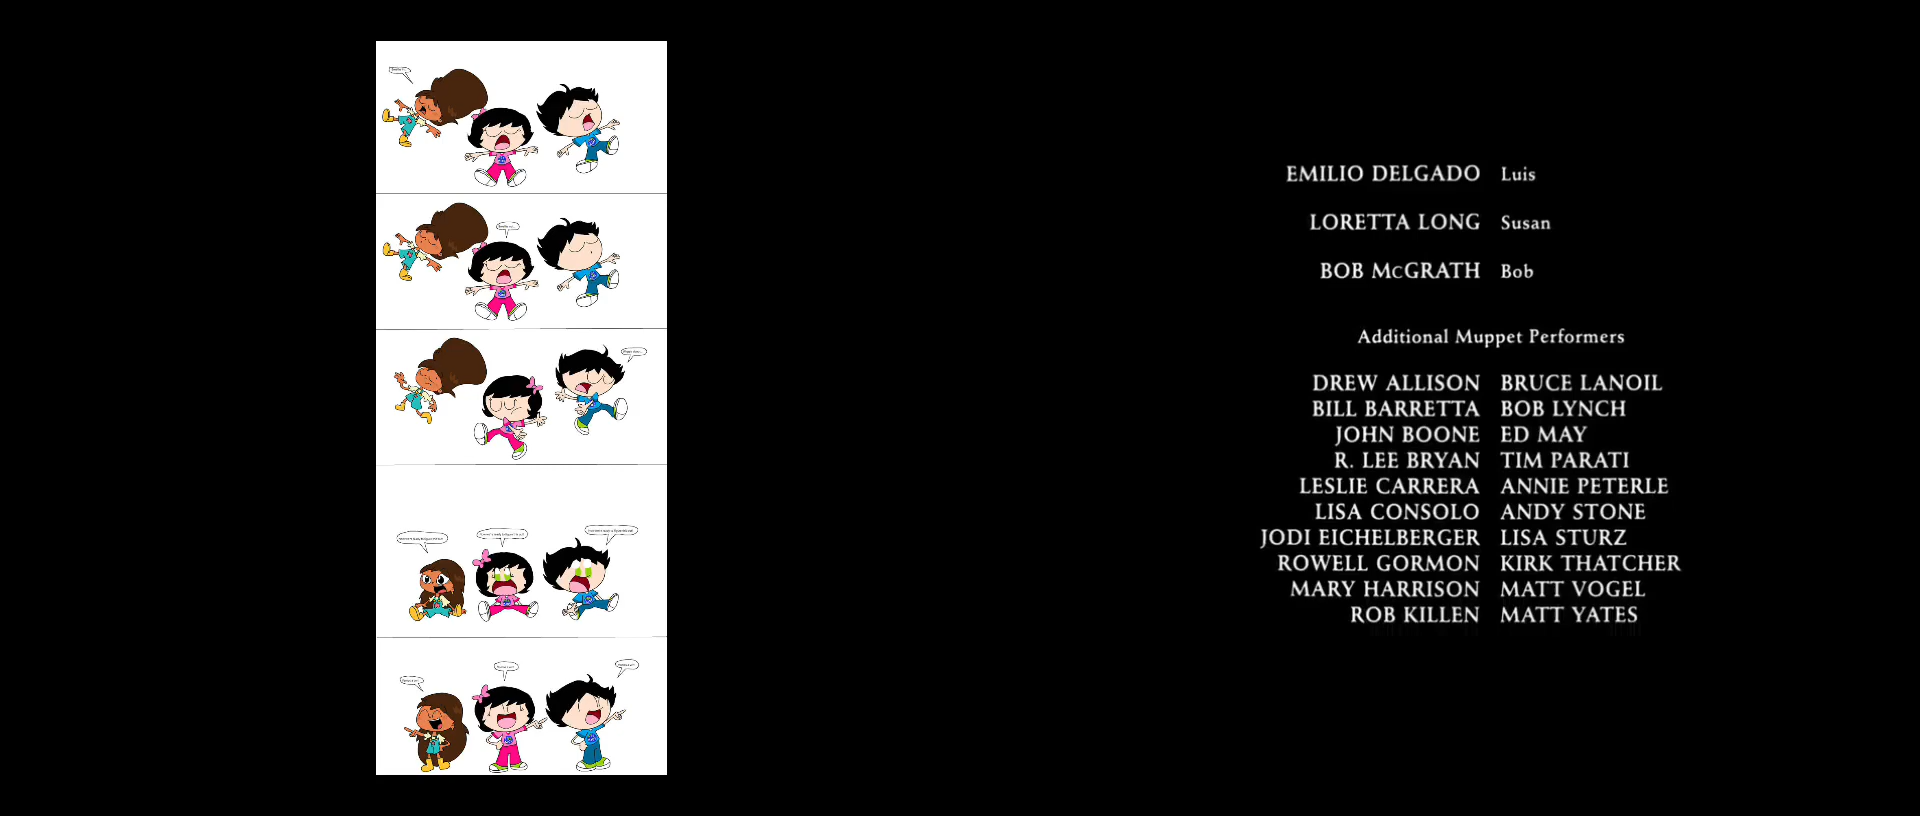 EMILIO DELGADO Luis
LORETTA LONG Susan
BOB McGRATH Bob
Additional Muppet Performers
DREW ALLISON BRUCE LANOIL
BILL BARRETTA BOB LYNCH
JOHN BOONE ED MAY
R. LEE BRYAN TIM PARATI
LESLIE CARRERA ANNIE PETERLE
LISA CONSOLO ANDY STONE
JODI EICHELBERGER LISA STURZ
ROWELL GORMON KIRK THATCHER
MARY HARRISON MATT VOGEL
ROB KILLEN MATT YATES